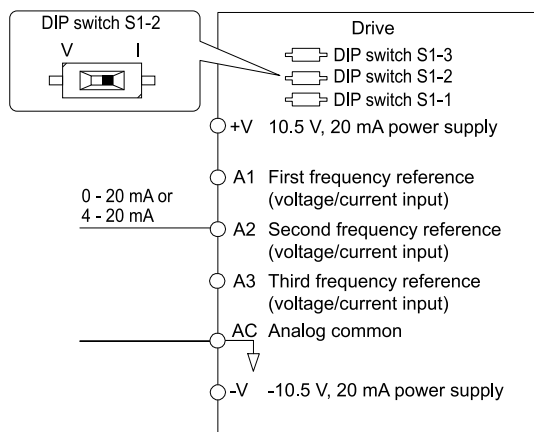 DIP switch S1-2
V I
Drive
DIP switch S1-3
DIP switch S1-2
DIP switch S1-1
+V 10.5 V, 20 mA power supply
A1 First frequency reference
(voltage/current input)
0 - 20 mA or
4 - 20 mA
A2 Second frequency reference
(voltage/current input)
A3 Third frequency reference
(voltage/current input)
AC Analog common
-V -10.5 V, 20 mA power supply